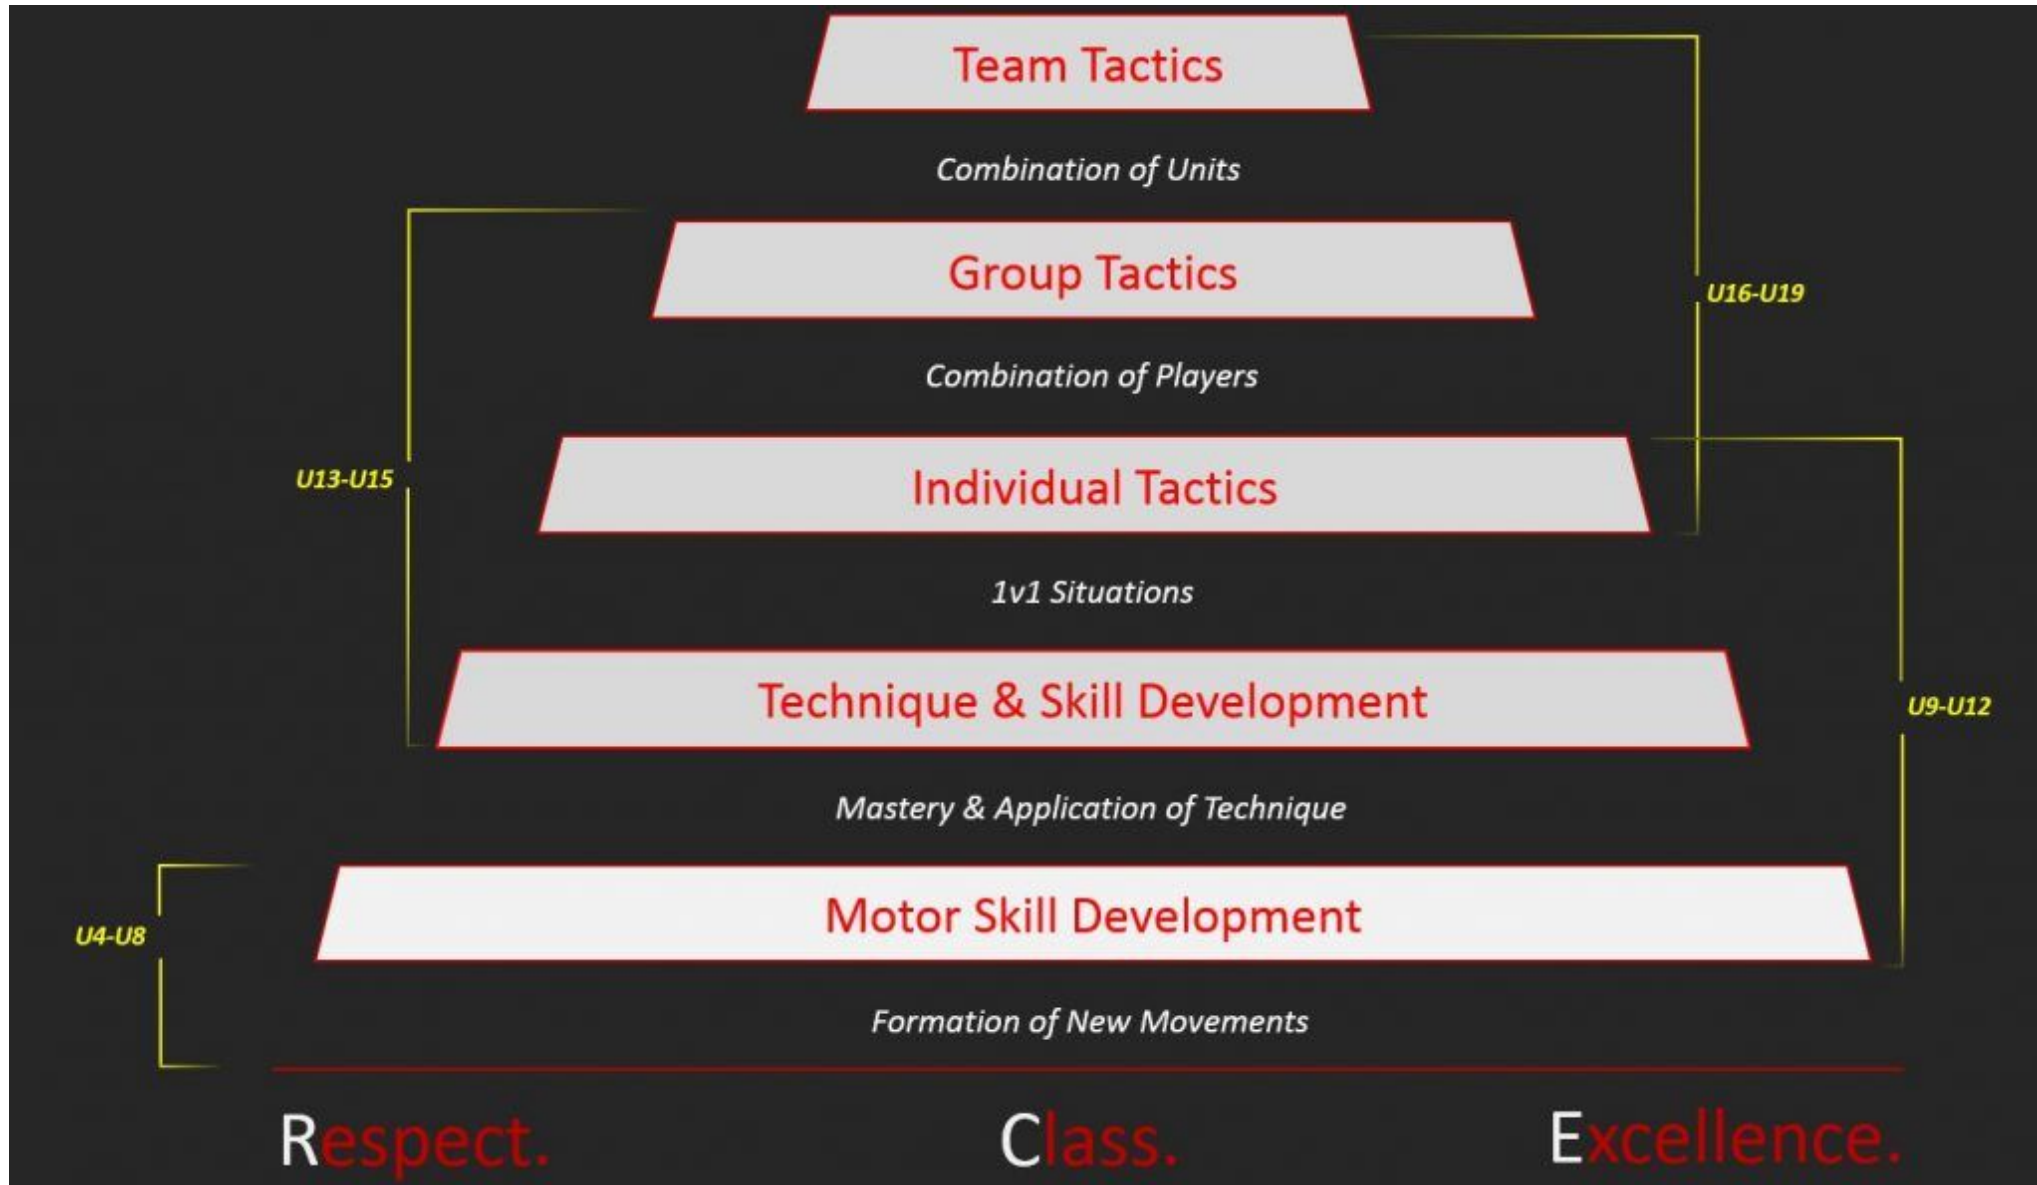 Team Tactics
Combination of Units
Group Tactics
U16-U19
Combination of Players
U13-U15
Individual Tactics
1v1 Situations
Technique & Skill Development
U9-U12
Mastery & Application of Technique
Motor Skill Development
U4-U8
Formation of New Movements
Respect. Class. Excellence.